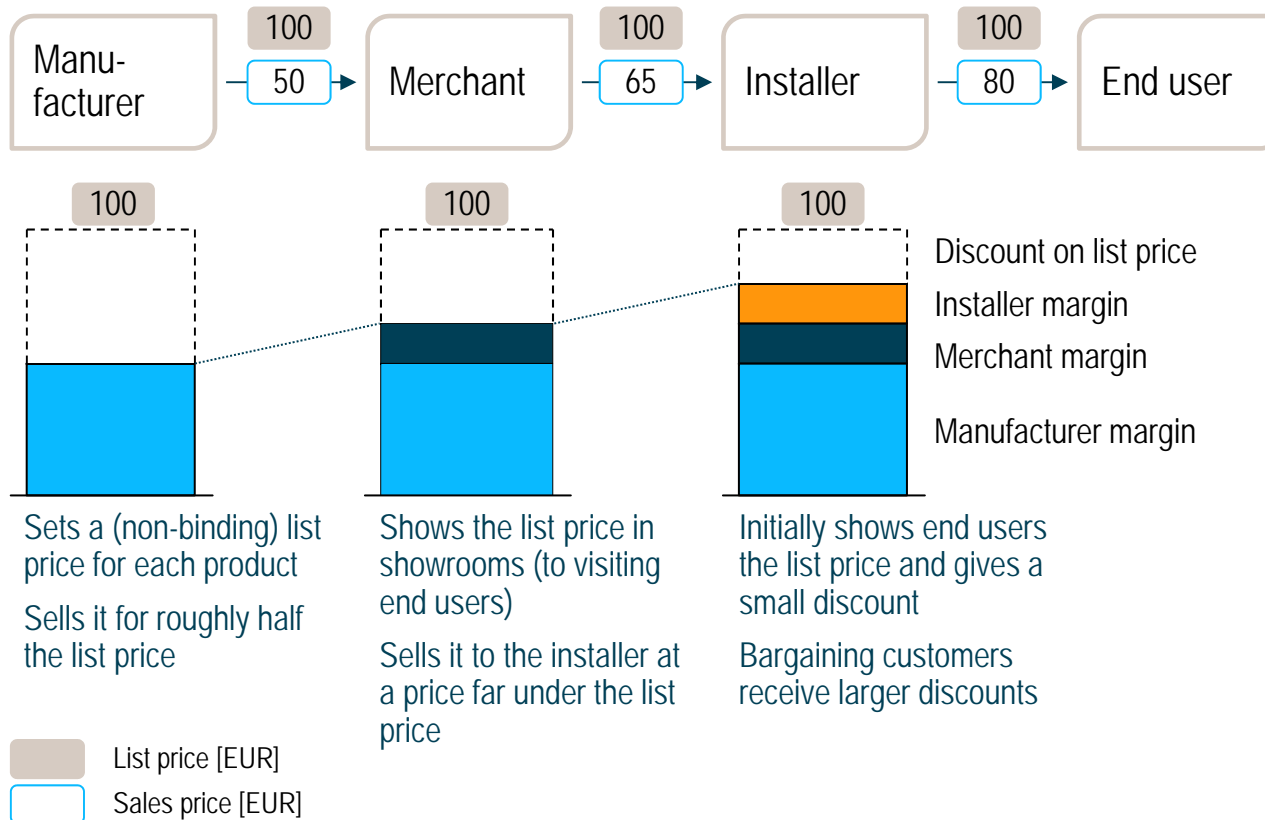 100
100
100
Manu-
facturer
50
Merchant
65
Installer
80
End user
100
100
100
Discount on list price
Installer margin
Merchant margin
Manufacturer margin
Sets a (non-binding) list
price for each product
Sells it for roughly half
the list price
Shows the list price in
showrooms (to visiting
end users)
Sells it to the installer at
a price far under the list
price
Initially shows end users
the list price and gives a
small discount
Bargaining customers
receive larger discounts
List price [EUR]
Sales price [EUR]